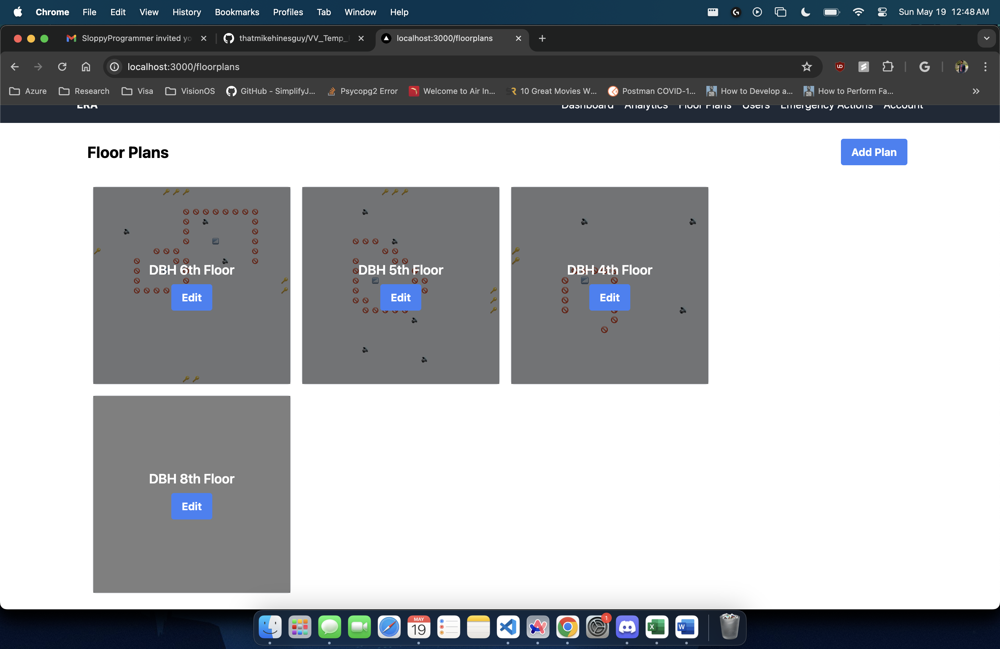 Chrome File Edit View History Bookmarks Profiles Tab Window Help Sun May 19 12:48 AM
SloppyProgrammer invited yo thatmikehinesguy/VV_Temp_ localhost:3000/floorplans
localhost:3000/floorplans
Azure Research Visa VisionOS GitHub - SimplifyJ... Psycopg2 Error Welcome to Air In... 10 Great Movies W... Postman COVID-1... How to Develop a... How to Perform Fa...
ERA Dashboard Analytics Floor Plans Users Emergency Actions Account
Floor Plans Add Plan
DBH 6th Floor DBH 5th Floor DBH 4th Floor
Edit Edit Edit
DBH 8th Floor
Edit
MAY
19
1